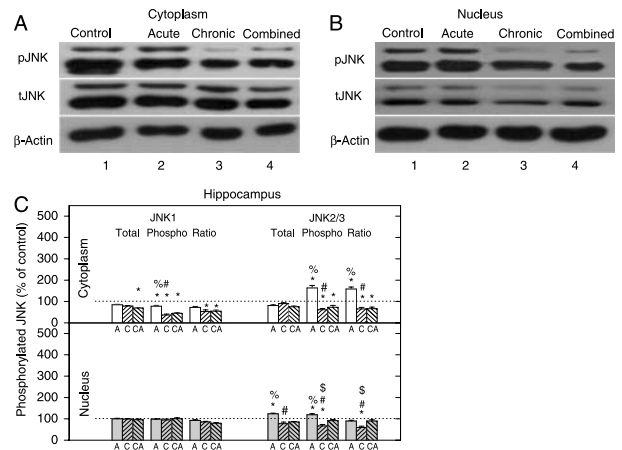 A
Cytoplasm
Control Acute Chronic Combined
pJNK
tJNK
β-Actin
1 2 3 4
B
Nucleus
Control Acute Chronic Combined
pJNK
tJNK
β-Actin
1 2 3 4
C
Hippocampus
Phosphorylated JNK (% of control)
Cytoplasm
500
400
300
200
100
0
JNK1
Total Phospho Ratio
JNK2/3
Total Phospho Ratio
* %# * * * * *
% * # * * % * # * *
A C CA A C CA A C CA A C CA A C CA A C CA
Nucleus
500
400
300
200
100
0
% * # % * $ # * $ # *
A C CA A C CA A C CA A C CA A C CA A C CA